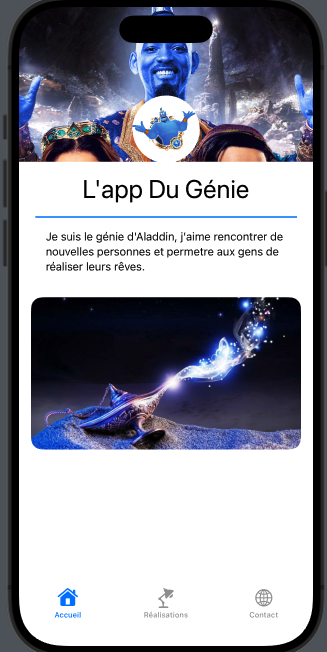 L'app Du Génie
Je suis le génie d'Aladdin, j'aime rencontrer de
nouvelles personnes et permetre aux gens de
réaliser leurs rêves.
Accueil
Réalisations
Contact